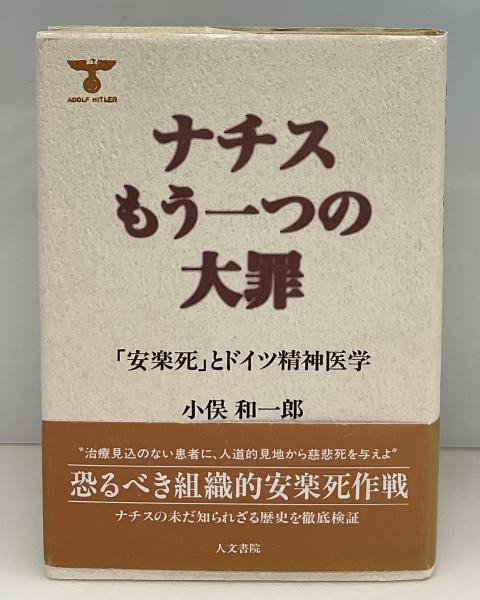 ADOLF HITLER
ナチス
もう一つの
大罪
「安楽死」とドイツ精神医学
小俣 和一郎
"治療見込のない患者に、人道的見地から慈悲死を与えよ"
恐るべき組織的安楽死作戦
ナチスの未だ知られざる歴史を徹底検証
人文書院